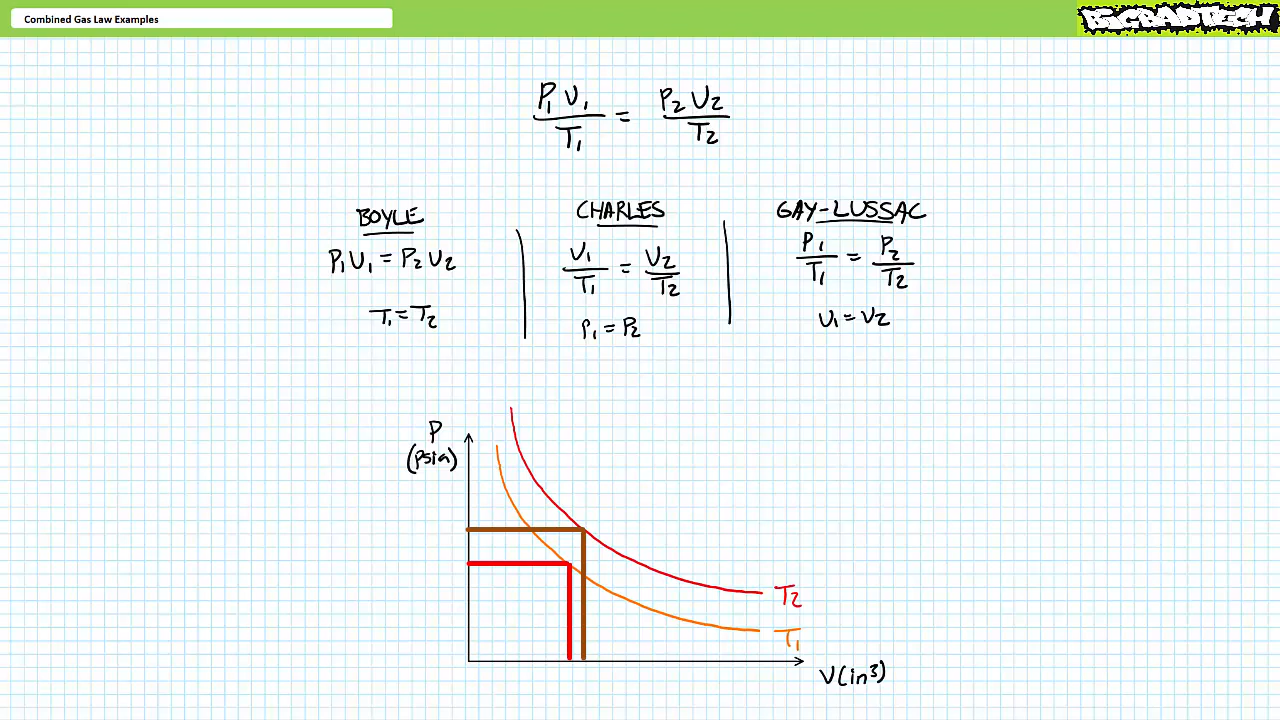 Combined Gas Law Examples
BIGBADTECH
P₁V₁/T₁ = P₂V₂/T₂
BOYLE
P₁V₁ = P₂V₂
T₁ = T₂
CHARLES
V₁/T₁ = V₂/T₂
P₁ = P₂
GAY-LUSSAC
P₁/T₁ = P₂/T₂
V₁ = V₂
P
(psia)
T₂
T₁
V(in³)